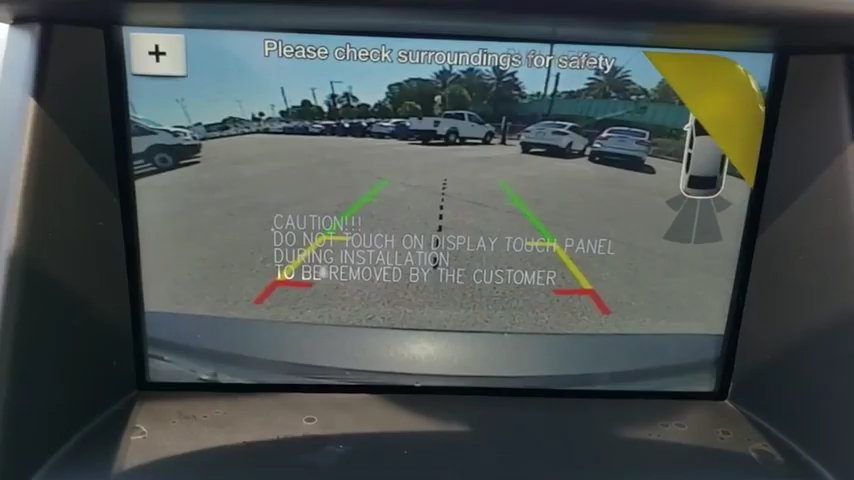 +
Please check surroundings for safety
CAUTION!!!
DO NOT TOUCH ON DISPLAY TOUCH PANEL
DURING INSTALLATION
TO BE REMOVED BY THE CUSTOMER